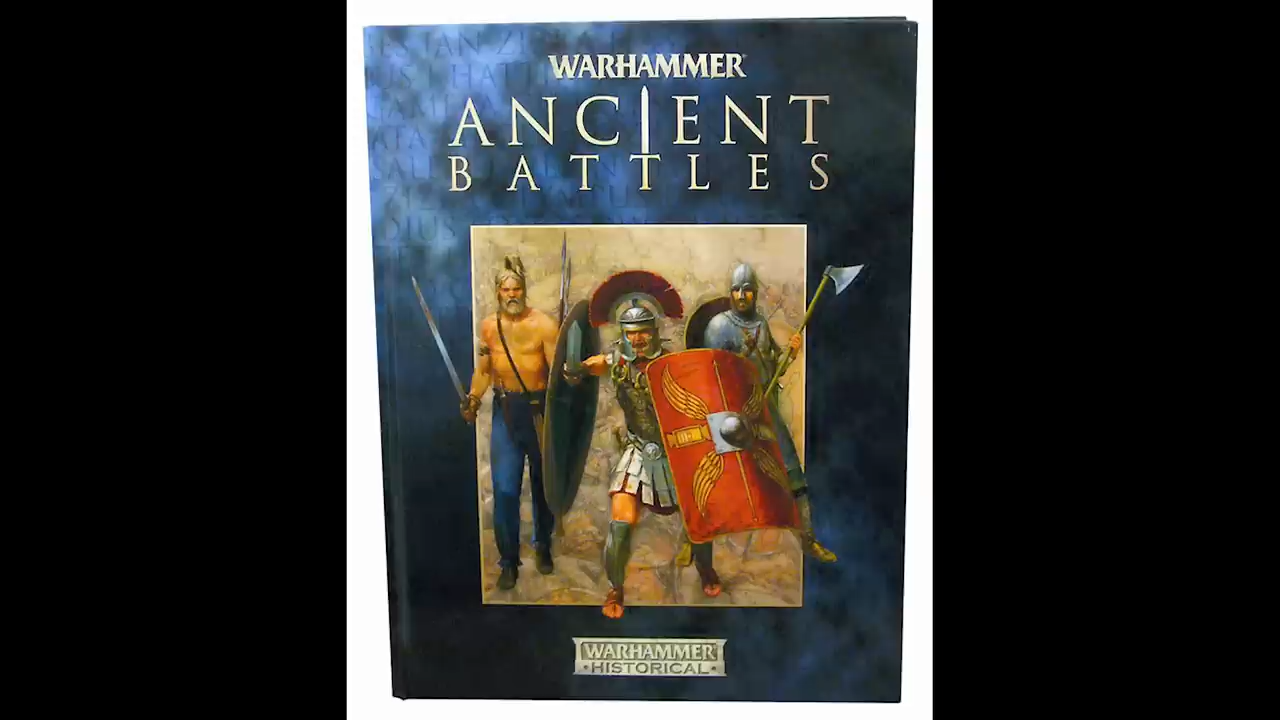 WARHAMMER
ANCIENT
BATTLES
WARHAMMER
·HISTORICAL·